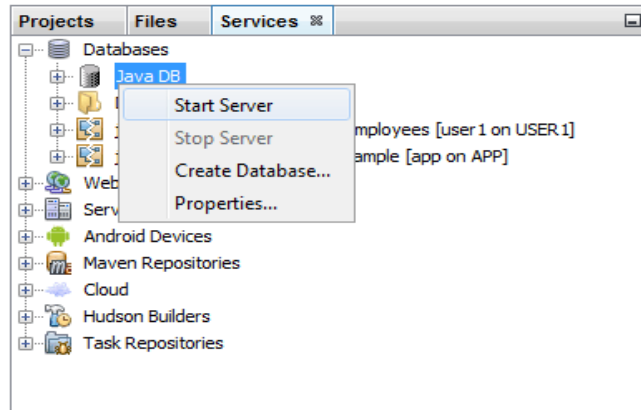 Projects Files Services
Databases
Java DB
Start Server
Stop Server
mployees [user1 on USER1]
Create Database...
ample [app on APP]
Web
Properties...
Serv
Android Devices
Maven Repositories
Cloud
Hudson Builders
Task Repositories